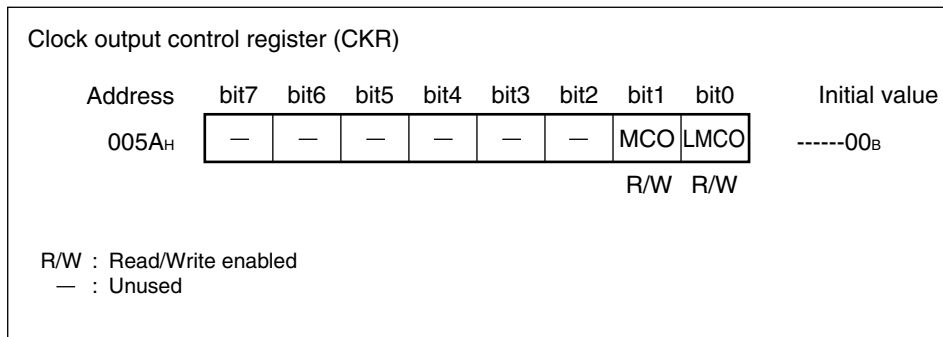 Clock output control register (CKR)
Address bit7 bit6 bit5 bit4 bit3 bit2 bit1 bit0 Initial value
005AH — — — — — — MCO LMCO ------00B
R/W R/W
R/W : Read/Write enabled
— : Unused